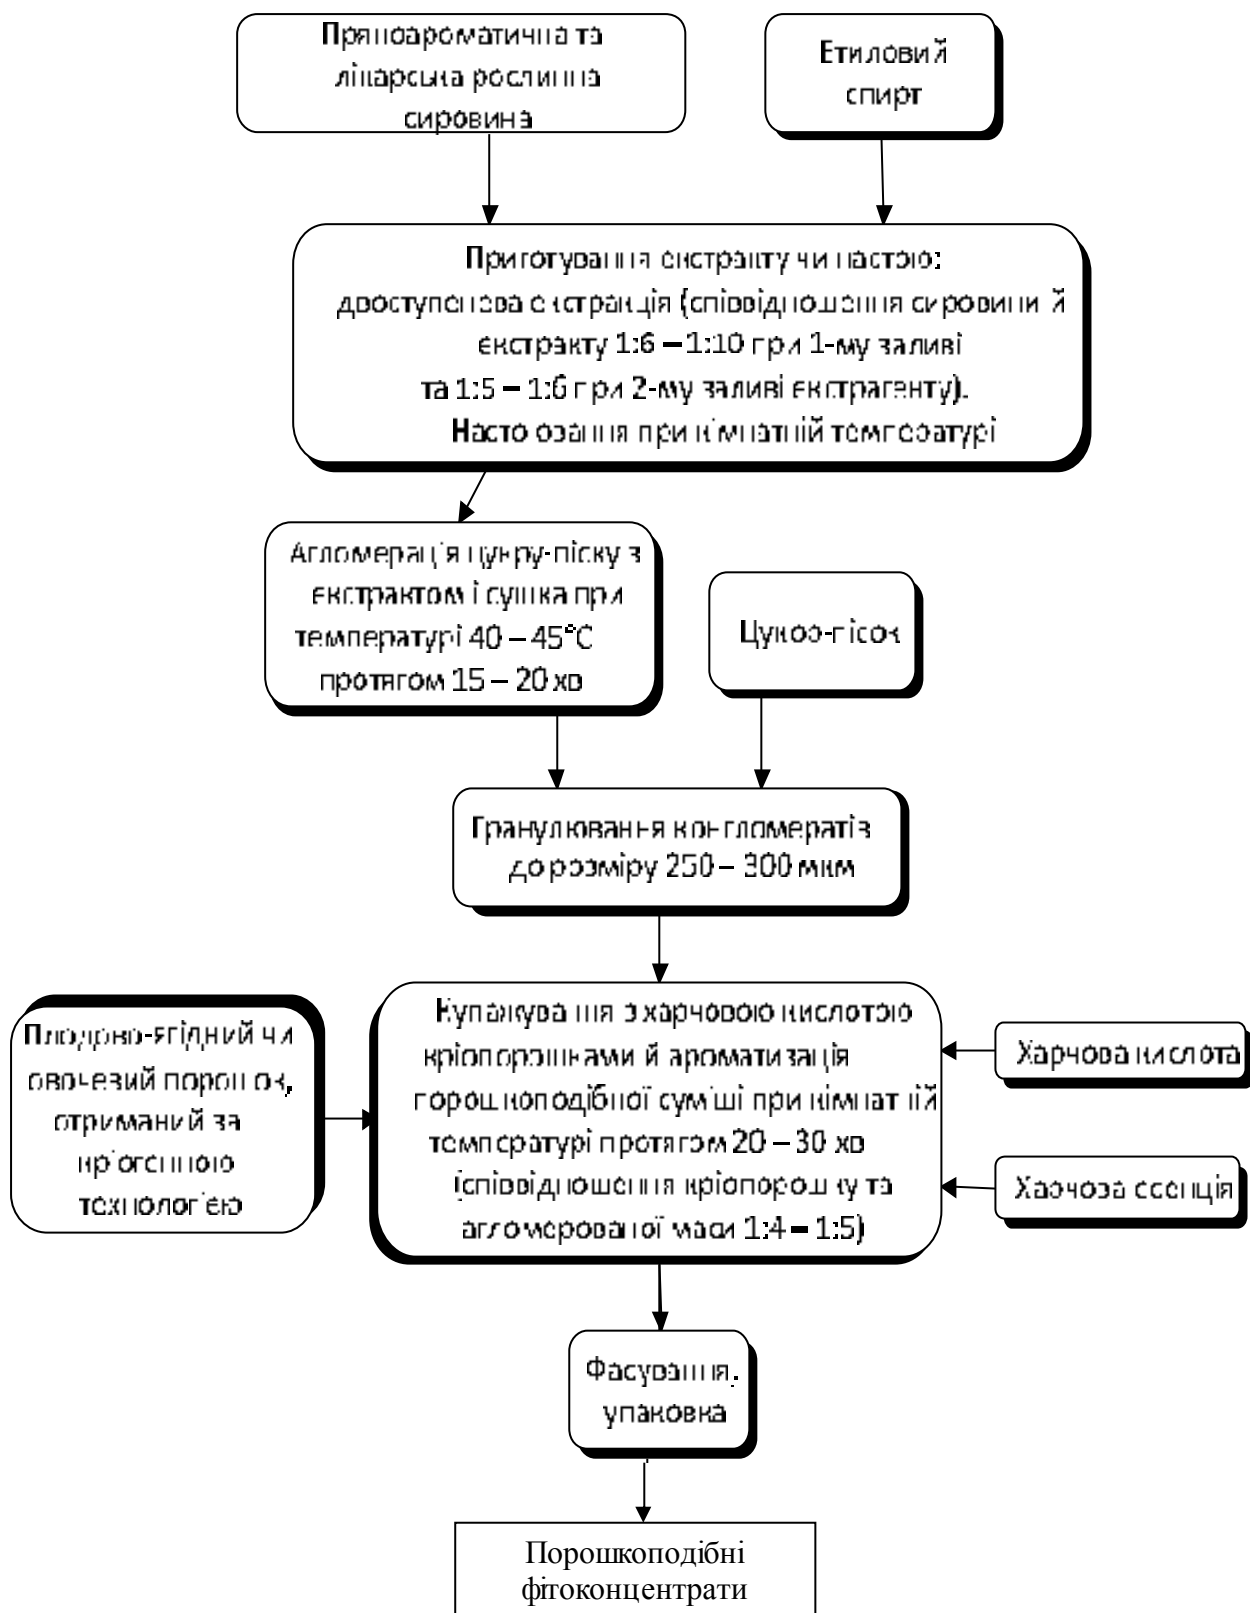 Пряноароматична та
лікарська рослинна
сировина
Етиловий
спирт
Приготування екстракту чи настою:
двоступенева екстракція (співвідношення сировини й
екстракту 1:6 – 1:10 при 1-му заливі
та 1:5 – 1:6 при 2-му заливі екстрагенту).
Настоювання при кімнатній температурі
Агломерація цукру-піску з
екстрактом і сушка при
температурі 40 – 45°С
протягом 15 – 20 хв
Цукор-пісок
Гранулювання конгломератів
до розміру 250 – 300 мкм
Плодово-ягідний чи
овочевий порошок,
отриманий за
кріогенною
технологією
Купажування з харчовою кислотою
кріопорошками й ароматизація
порошкоподібної суміші при кімнатній
температурі протягом 20 – 30 хв
(співвідношення кріопорошку та
агломерованої маси 1:4 – 1:5)
Харчова кислота
Харчова есенція
Фасування,
упаковка
Порошкоподібні
фітоконцентрати